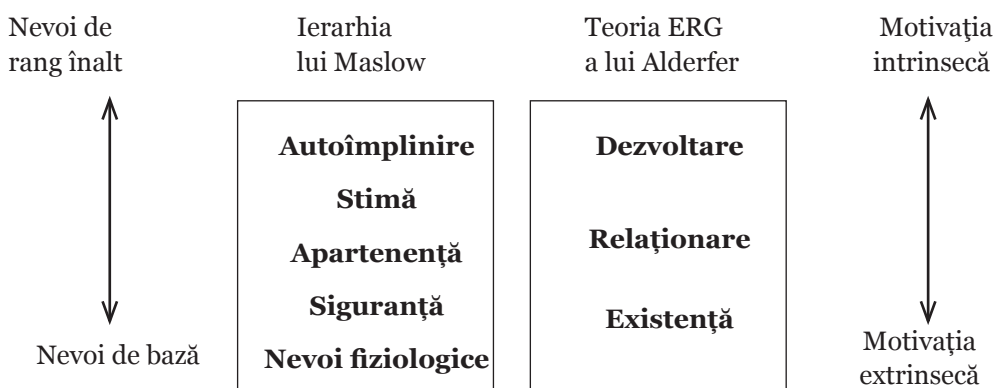 Nevoi de
rang înalt
Ierarhia
lui Maslow
Teoria ERG
a lui Alderfer
Motivaţia
intrinsecă
Autoîmplinire
Stimă
Apartenență
Siguranță
Nevoi fiziologice
Dezvoltare
Relaționare
Existență
Nevoi de bază
Motivația
extrinsecă